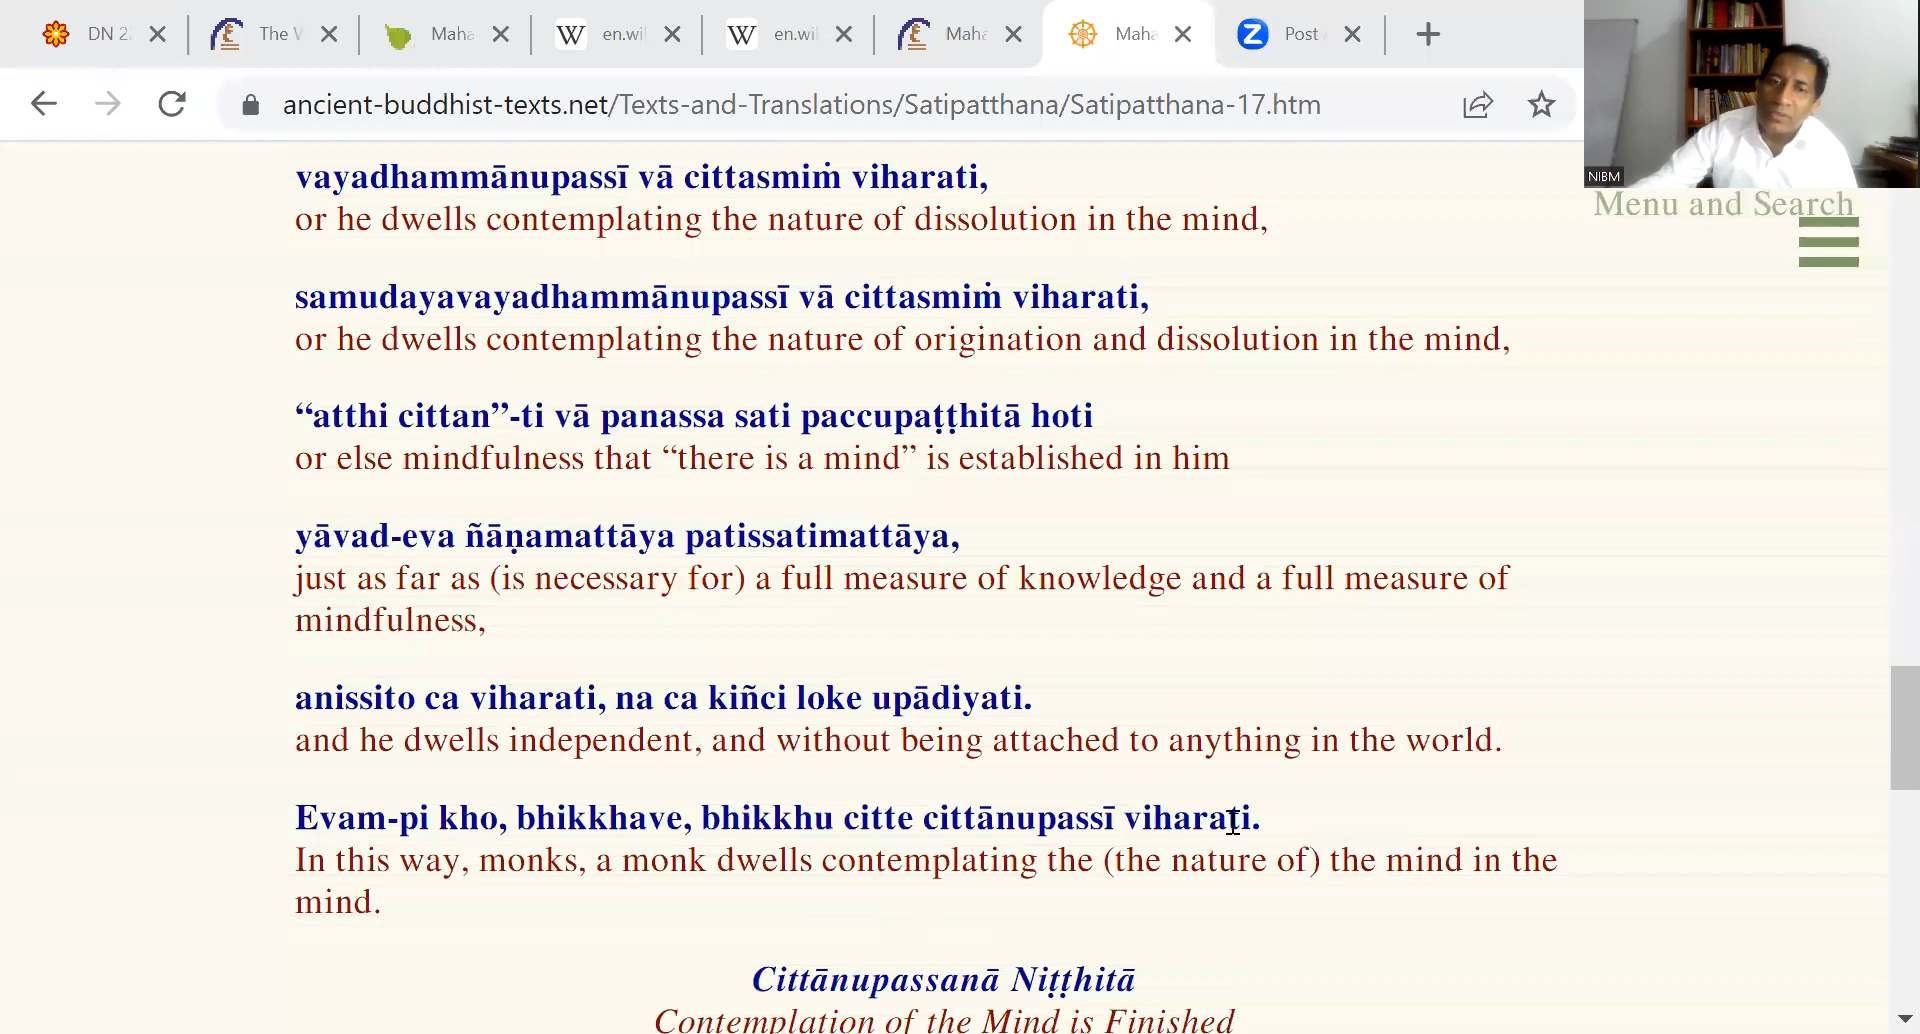 DN 2
The V
Maha
en.wil
en.wil
Maha
Maha
Z
Post
ancient-buddhist-texts.net/Texts-and-Translations/Satipatthana/Satipatthana-17.htm
NIBM
Menu and Search
vayadhammānupassī vā cittasmiṁ viharati,
or he dwells contemplating the nature of dissolution in the mind,
samudayavayadhammānupassī vā cittasmiṁ viharati,
or he dwells contemplating the nature of origination and dissolution in the mind,
“atthi cittan”-ti vā panassa sati paccupaṭṭhitā hoti
or else mindfulness that “there is a mind” is established in him
yāvad-eva ñāṇamattāya patissatimattāya,
just as far as (is necessary for) a full measure of knowledge and a full measure of
mindfulness,
anissito ca viharati, na ca kiñci loke upādiyati.
and he dwells independent, and without being attached to anything in the world.
Evam-pi kho, bhikkhave, bhikkhu citte cittānupassī viharati.
In this way, monks, a monk dwells contemplating the (the nature of) the mind in the
mind.
Cittānupassanā Niṭṭhitā
Contemplation of the Mind is Finished